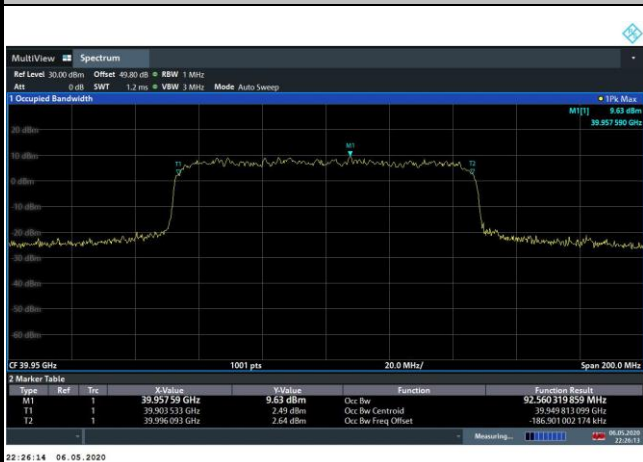 MultiView Spectrum
Ref Level 30.00 dBm Offset 49.80 dB RBW 1 MHz
Att 0 dB SWT 1.2 ms VBW 3 MHz Mode Auto Sweep
1 Occupied Bandwidth 1Pk Max
M1[1] 9.63 dBm
39.957 590 GHz
20 dBm
M1
10 dBm
T1 T2
0 dBm
-10 dBm
-20 dBm
-30 dBm
-40 dBm
-50 dBm
-60 dBm
CF 39.95 GHz 1001 pts 20.0 MHz/ Span 200.0 MHz
2 Marker Table
Type Ref Trc X-Value Y-Value Function Function Result
M1 1 39.957 59 GHz 9.63 dBm Occ Bw 92.560 319 859 MHz
T1 1 39.903 533 GHz 2.49 dBm Occ Bw Centroid 39.949 813 099 GHz
T2 1 39.996 093 GHz 2.64 dBm Occ Bw Freq Offset -186.901 002 174 kHz
Measuring... 06.05.2020
22:26:13
22:26:14 06.05.2020